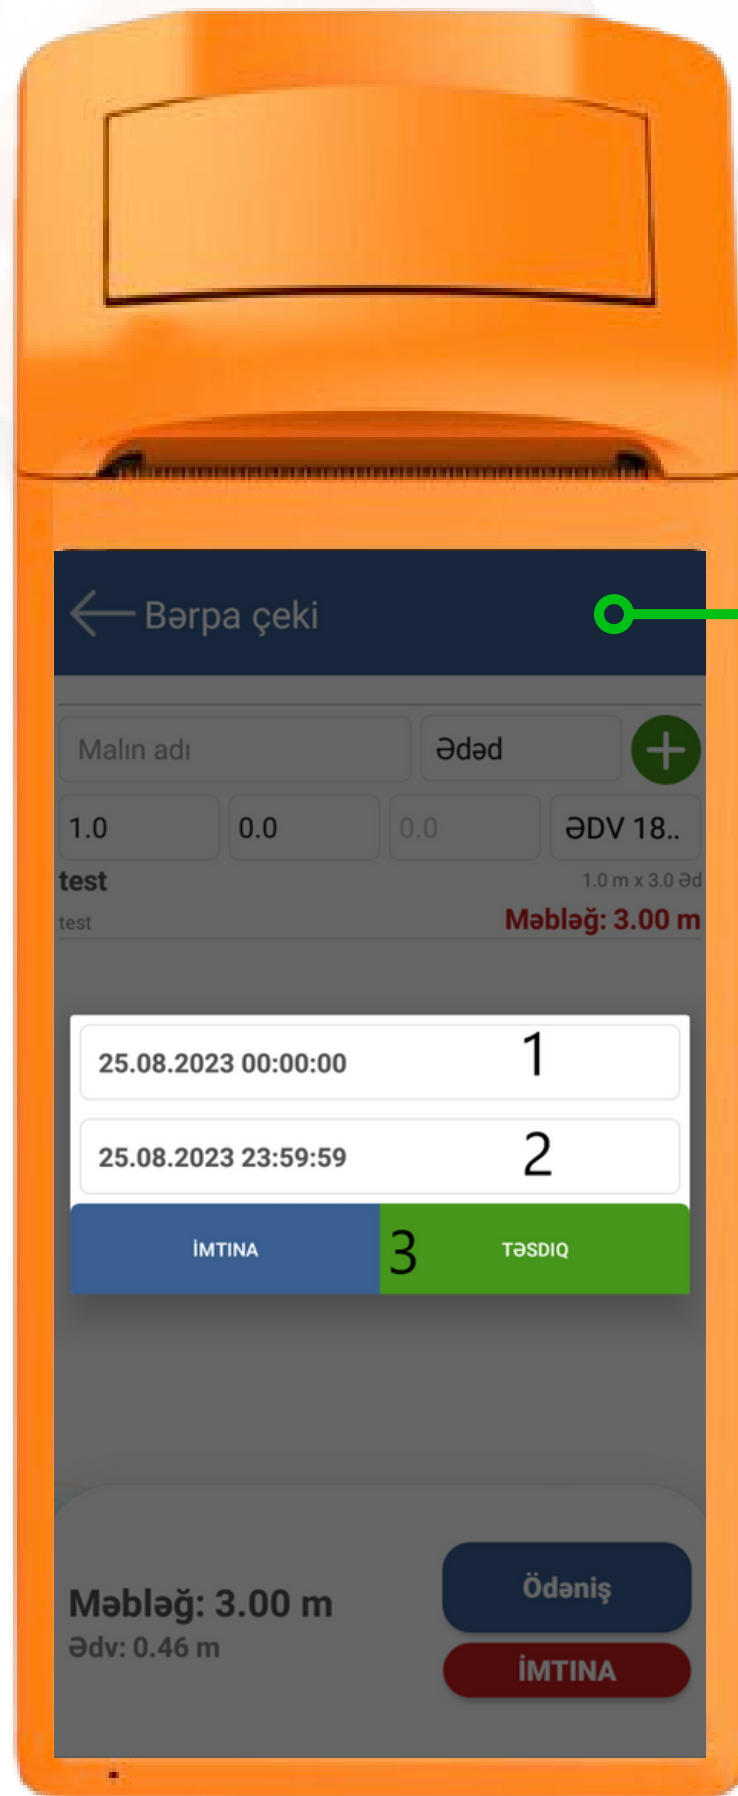 Bərpa çeki
Malın adı Ədəd
1.0 0.0 0.0 ƏDV 18..
test 1.0 m x 3.0 Əd
test Məbləğ: 3.00 m
25.08.2023 00:00:00 1
25.08.2023 23:59:59 2
İMTINA 3 TƏSDIQ
Məbləğ: 3.00 m Ödəniş
Ədv: 0.46 m İMTINA